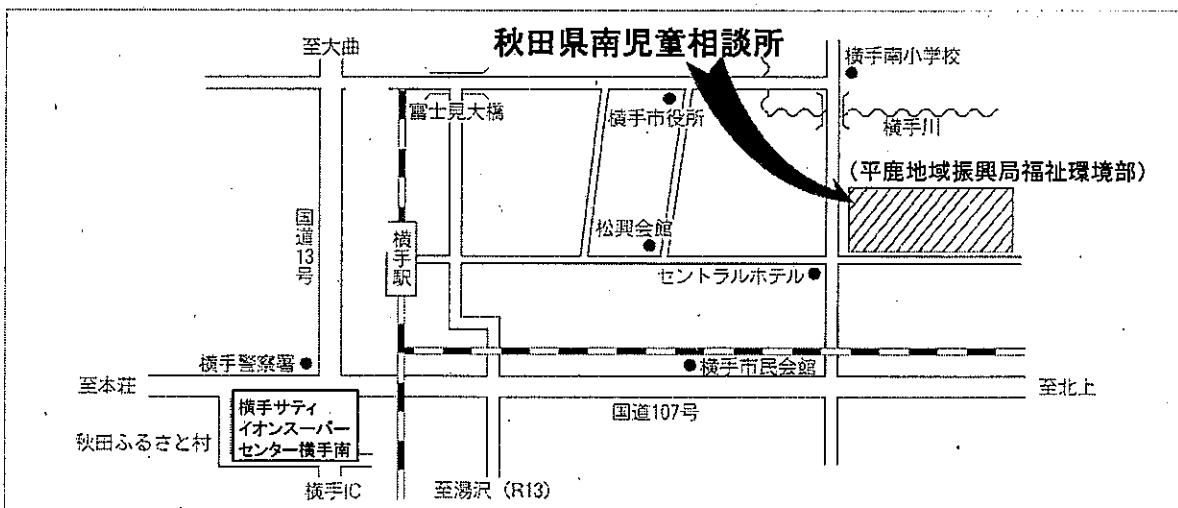 秋田県南児童相談所
至大曲
横手南小学校
富士見大橋
横手市役所
横手川
(平鹿地域振興局福祉環境部)
国道13号
横手駅
松興会館
セントラルホテル
横手警察署
横手市民会館
至本荘
至北上
国道107号
横手サティ
イオンスーパー
センター横手南
秋田ふるさと村
横手IC
至湯沢(R13)